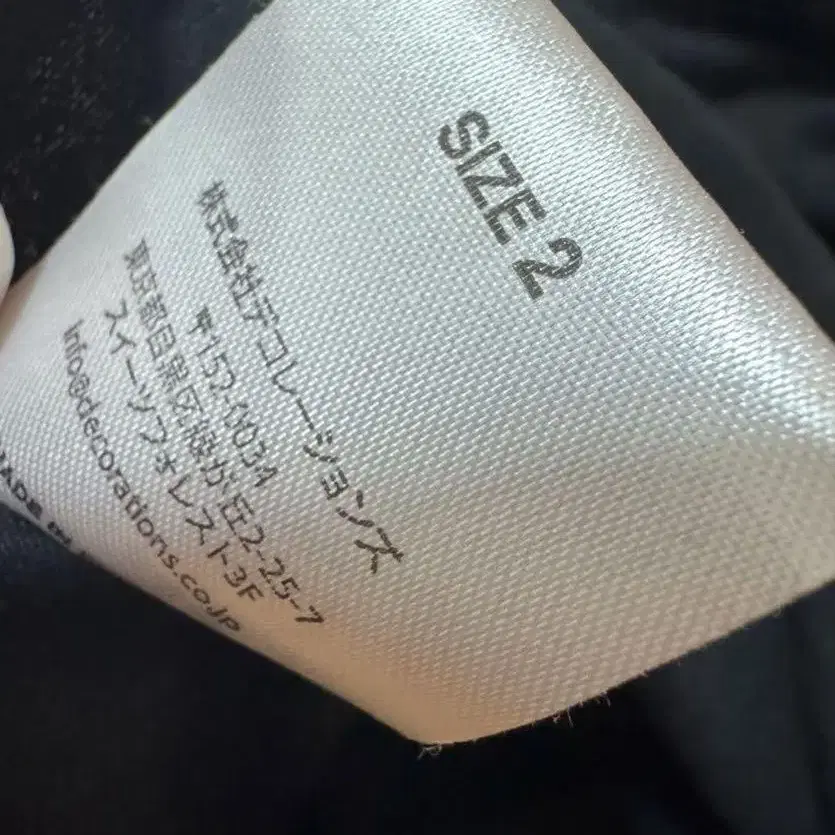 SIZE 2
株式会社デコレーションズ
〒152-0034
東京都目黒区緑が丘2-25-7
スイーツフォレスト3F
info@decorations.co.jp
MADE IN